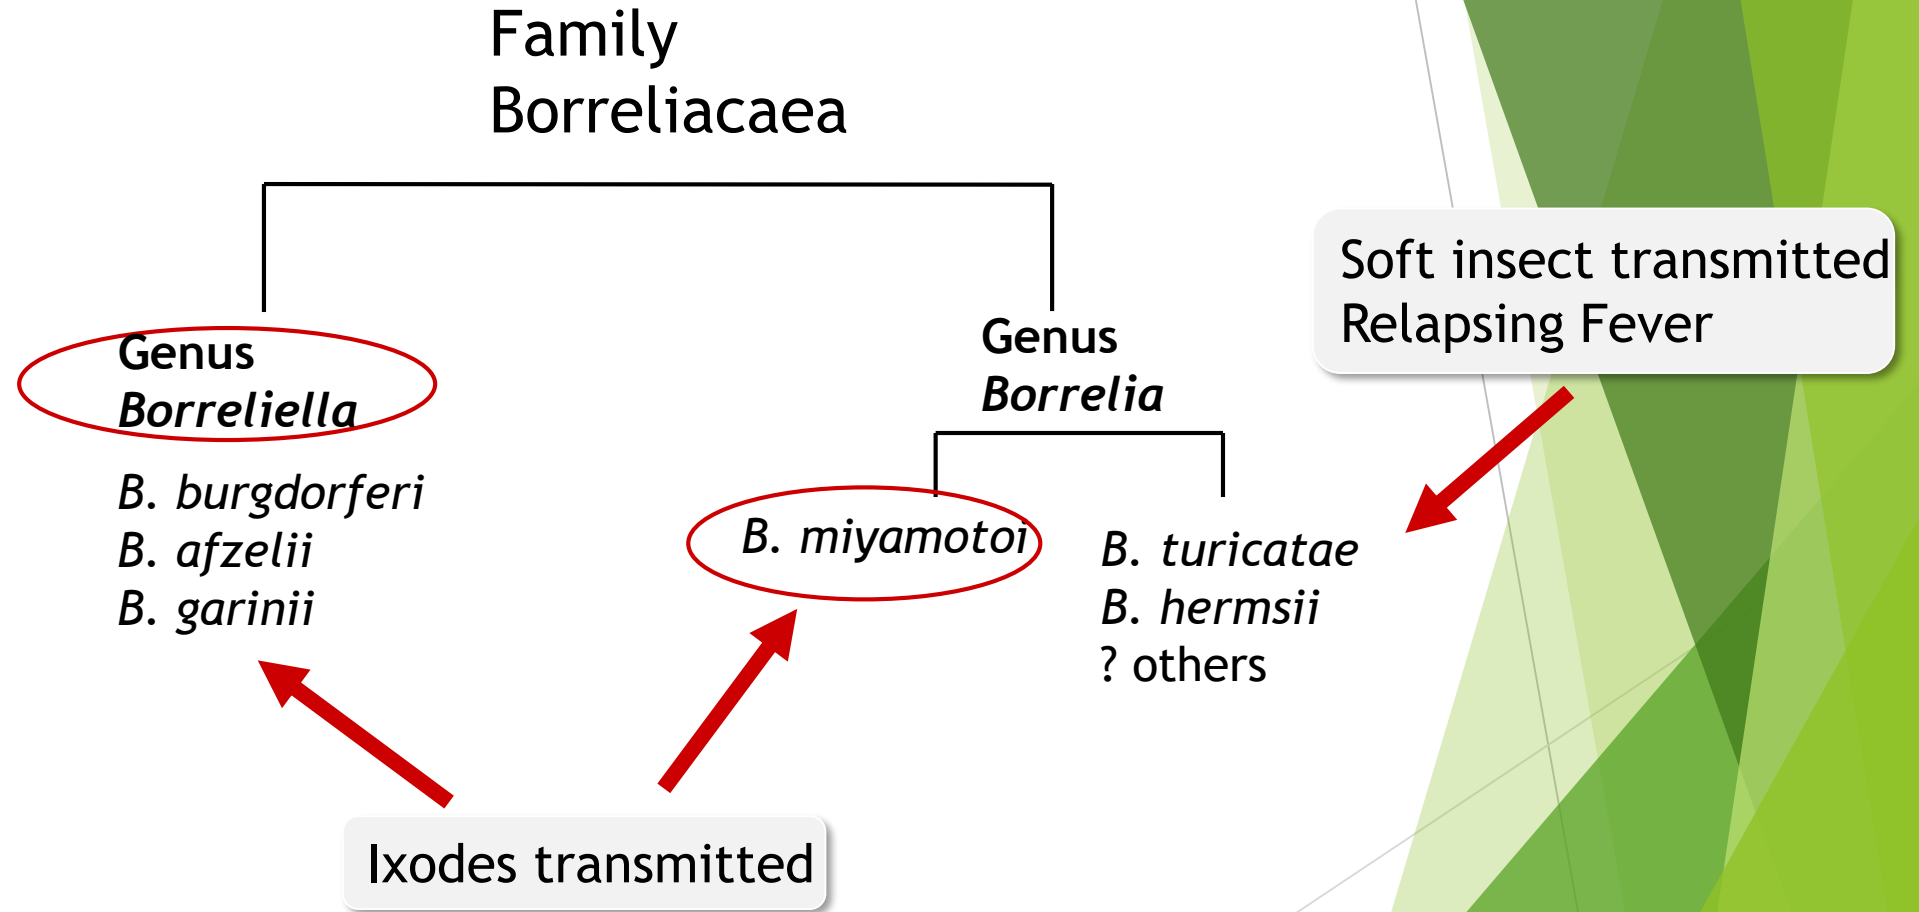 Family
Borreliacaea
Soft insect transmitted
Relapsing Fever
Genus
Borreliella
Genus
Borrelia
B. burgdorferi
B. afzelii
B. garinii
B. miyamotoi
B. turicatae
B. hermsii
? others
Ixodes transmitted